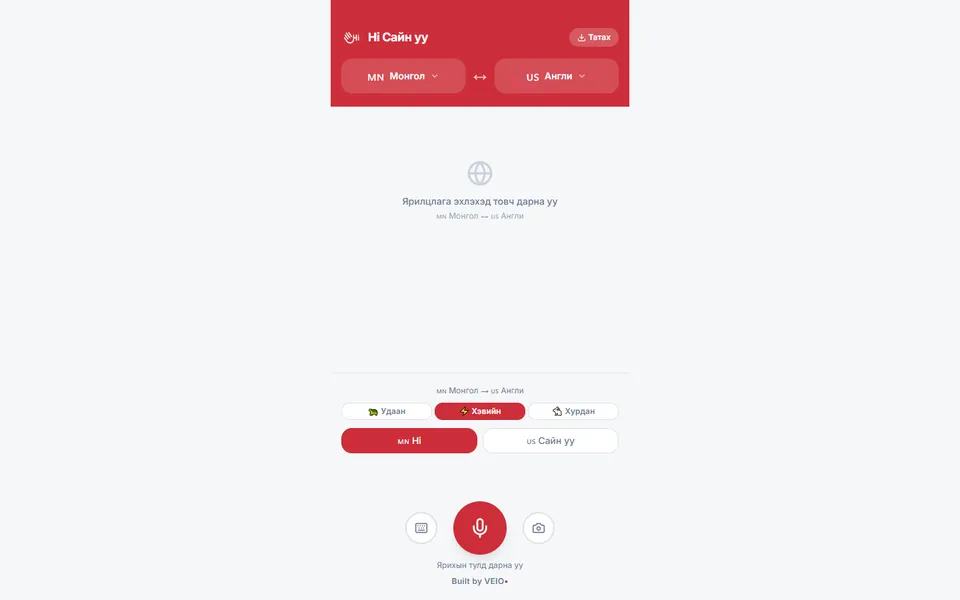 Hi Hi Сайн уу
Татах
MN Монгол
US Англи
Ярилцлага эхлэхэд товч дарна уу
MN Монгол ↔ US Англи
MN Монгол → US Англи
Удаан
Хэвийн
Хурдан
MN Hi
US Сайн уу
Ярихын тулд дарна уу
Built by VEIO